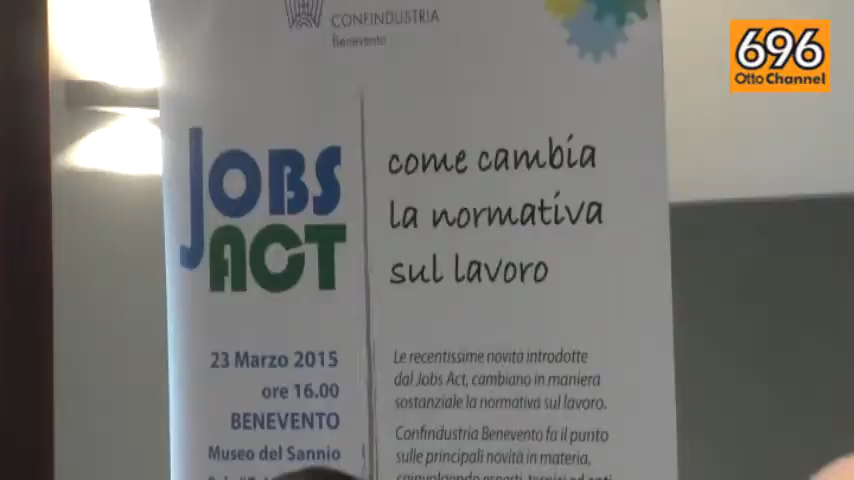 CONFINDUSTRIA
Benevento
696
Otto Channel
JOBS
ACT
come cambia
la normativa
sul lavoro
23 Marzo 2015
ore 16.00
BENEVENTO
Museo del Sannio
Le recentissime novità introdotte
dal Jobs Act, cambiano in maniera
sostanziale la normativa sul lavoro.
Confindustria Benevento fa il punto
sulle principali novità in materia,